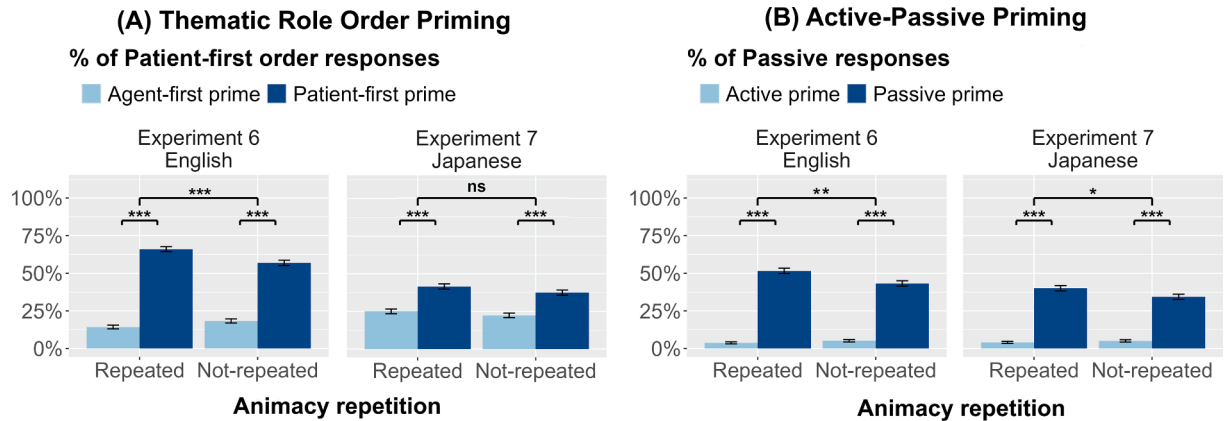 (A) Thematic Role Order Priming
% of Patient-first order responses
Agent-first prime Patient-first prime
Experiment 6
English
Experiment 7
Japanese
100%
75%
50%
25%
0%
***
*** ***
ns
*** ***
Repeated Not-repeated
Repeated Not-repeated
Animacy repetition
(B) Active-Passive Priming
% of Passive responses
Active prime Passive prime
Experiment 6
English
Experiment 7
Japanese
100%
75%
50%
25%
0%
**
*** ***
*
*** ***
Repeated Not-repeated
Repeated Not-repeated
Animacy repetition